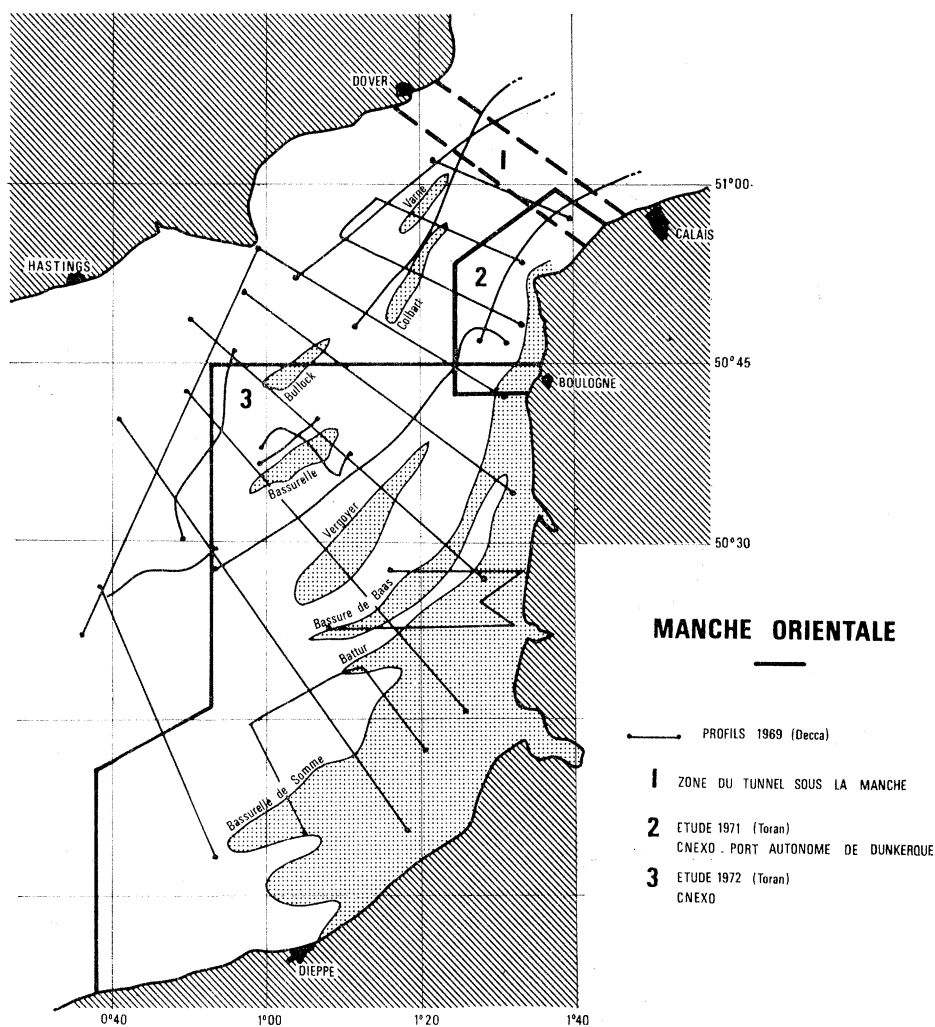 DOVER
1
51°00
Varne
CALAIS
HASTINGS
2
Colbart
50°45
Bullock
BOULOGNE
3
Bassurelle
Vergoyer
50°30
Bassure de Baas
MANCHE ORIENTALE
Battur
PROFILS 1969 (Decca)
Bassurelle de Somme
1 ZONE DU TUNNEL SOUS LA MANCHE
2 ETUDE 1971 (Toran)
CNEXO . PORT AUTONOME DE DUNKERQUE
3 ETUDE 1972 (Toran)
CNEXO
DIEPPE
0°40 1°00 1°20 1°40